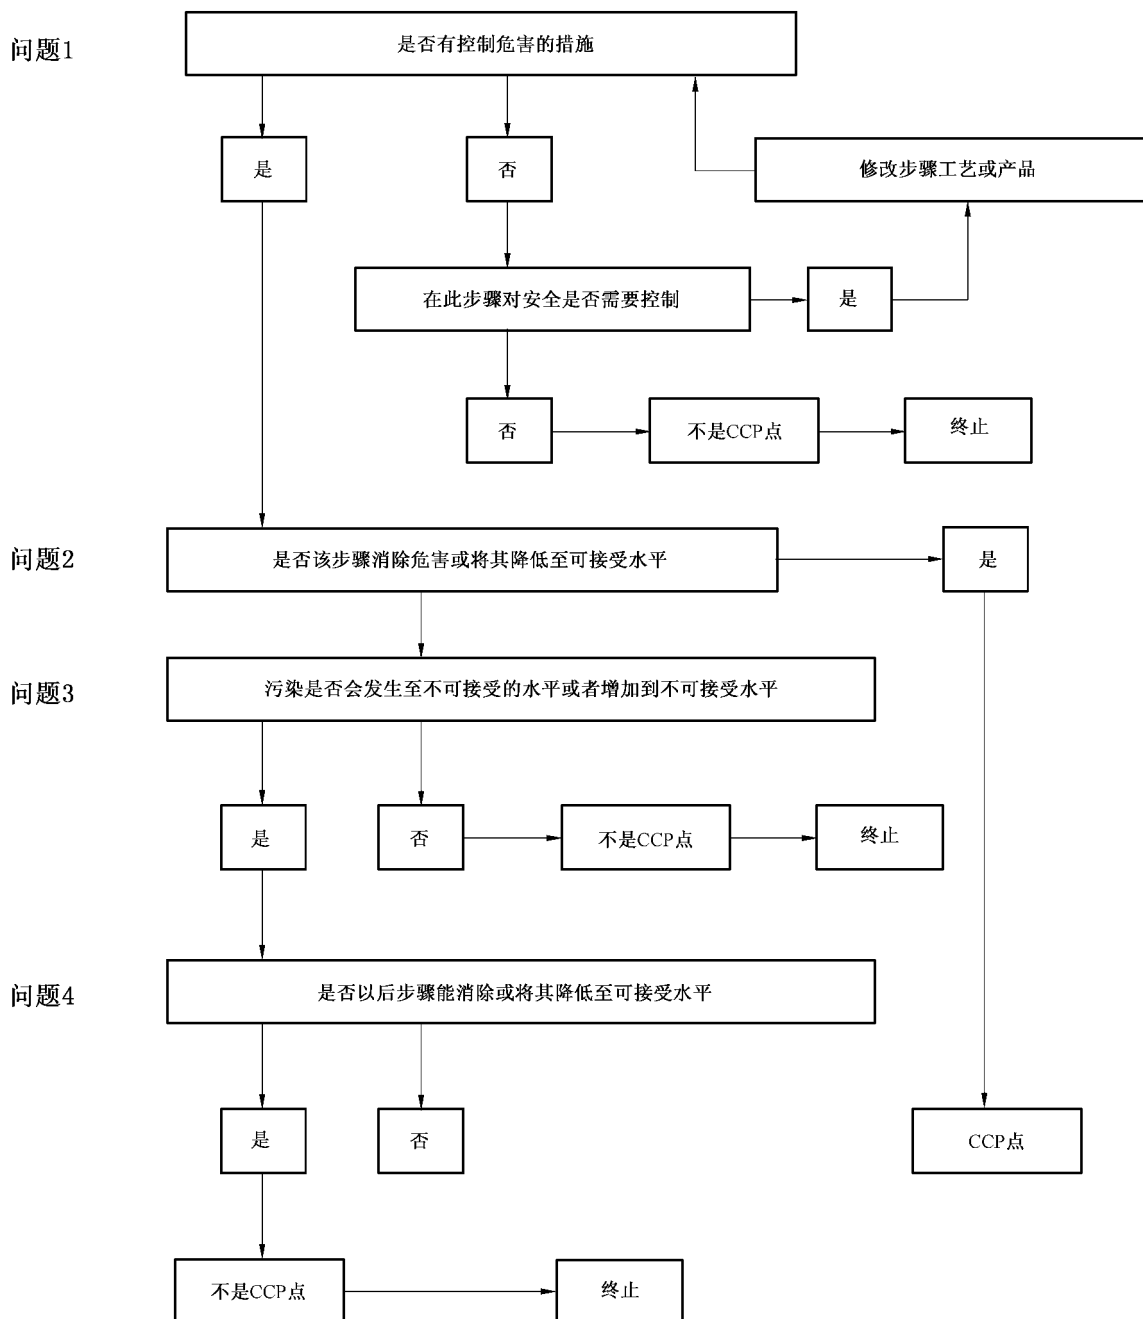 问题1
是否有控制危害的措施
是
否
修改步骤工艺或产品
在此步骤对安全是否需要控制
是
否
不是CCP点
终止
问题2
是否该步骤消除危害或将其降低至可接受水平
是
问题3
污染是否会发生至不可接受的水平或者增加到不可接受水平
是
否
不是CCP点
终止
问题4
是否以后步骤能消除或将其降低至可接受水平
是
否
CCP点
不是CCP点
终止